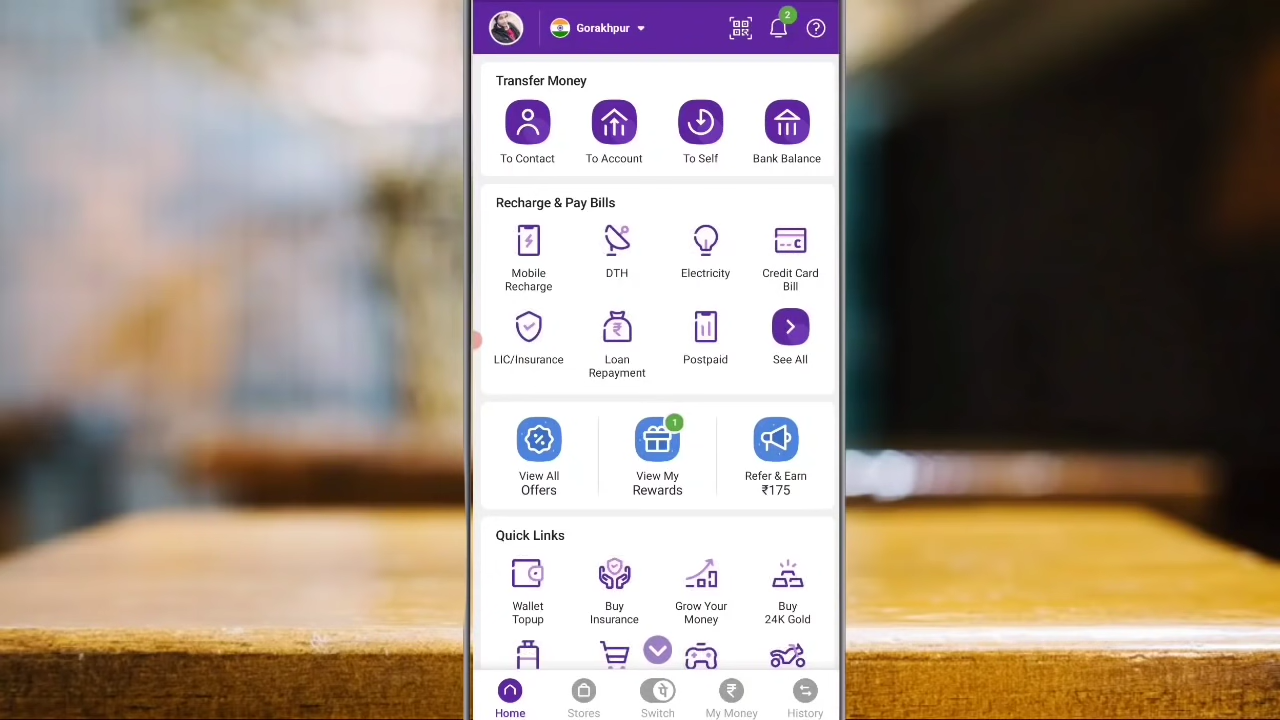 Gorakhpur
2
Transfer Money
To Contact
To Account
To Self
Bank Balance
Recharge & Pay Bills
Mobile
Recharge
DTH
Electricity
Credit Card
Bill
LIC/Insurance
Loan
Repayment
Postpaid
See All
1
View All
Offers
View My
Rewards
Refer & Earn
₹175
Quick Links
Wallet
Topup
Buy
Insurance
Grow Your
Money
Buy
24K Gold
Home
Stores
पे
Switch
₹
My Money
History